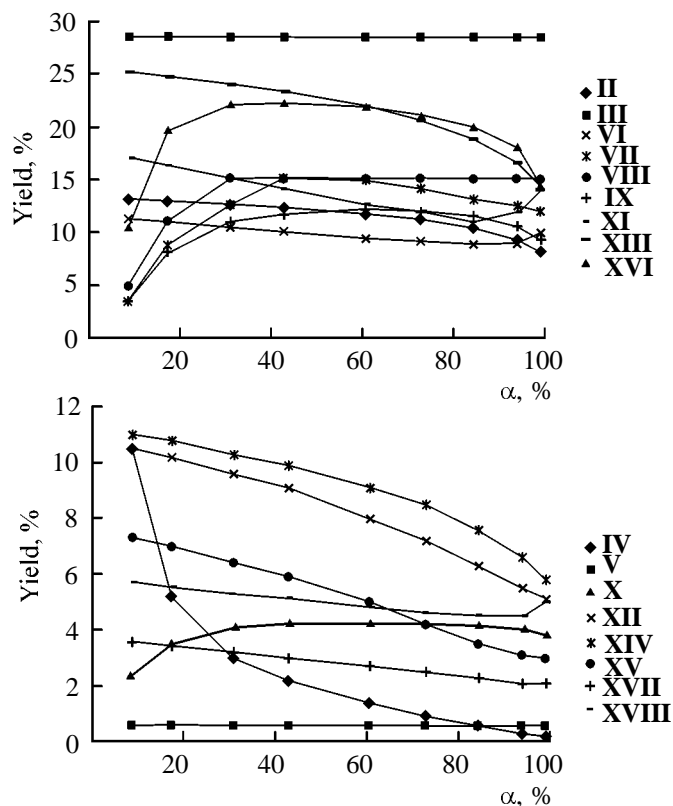 30
25
20
15
10
5
0
Yield, %
20
40
60
80
100
α, %
II
III
VI
VII
VIII
IX
XI
XIII
XVI
12
10
8
6
4
2
0
Yield, %
20
40
60
80
100
α, %
IV
V
X
XII
XIV
XV
XVII
XVIII